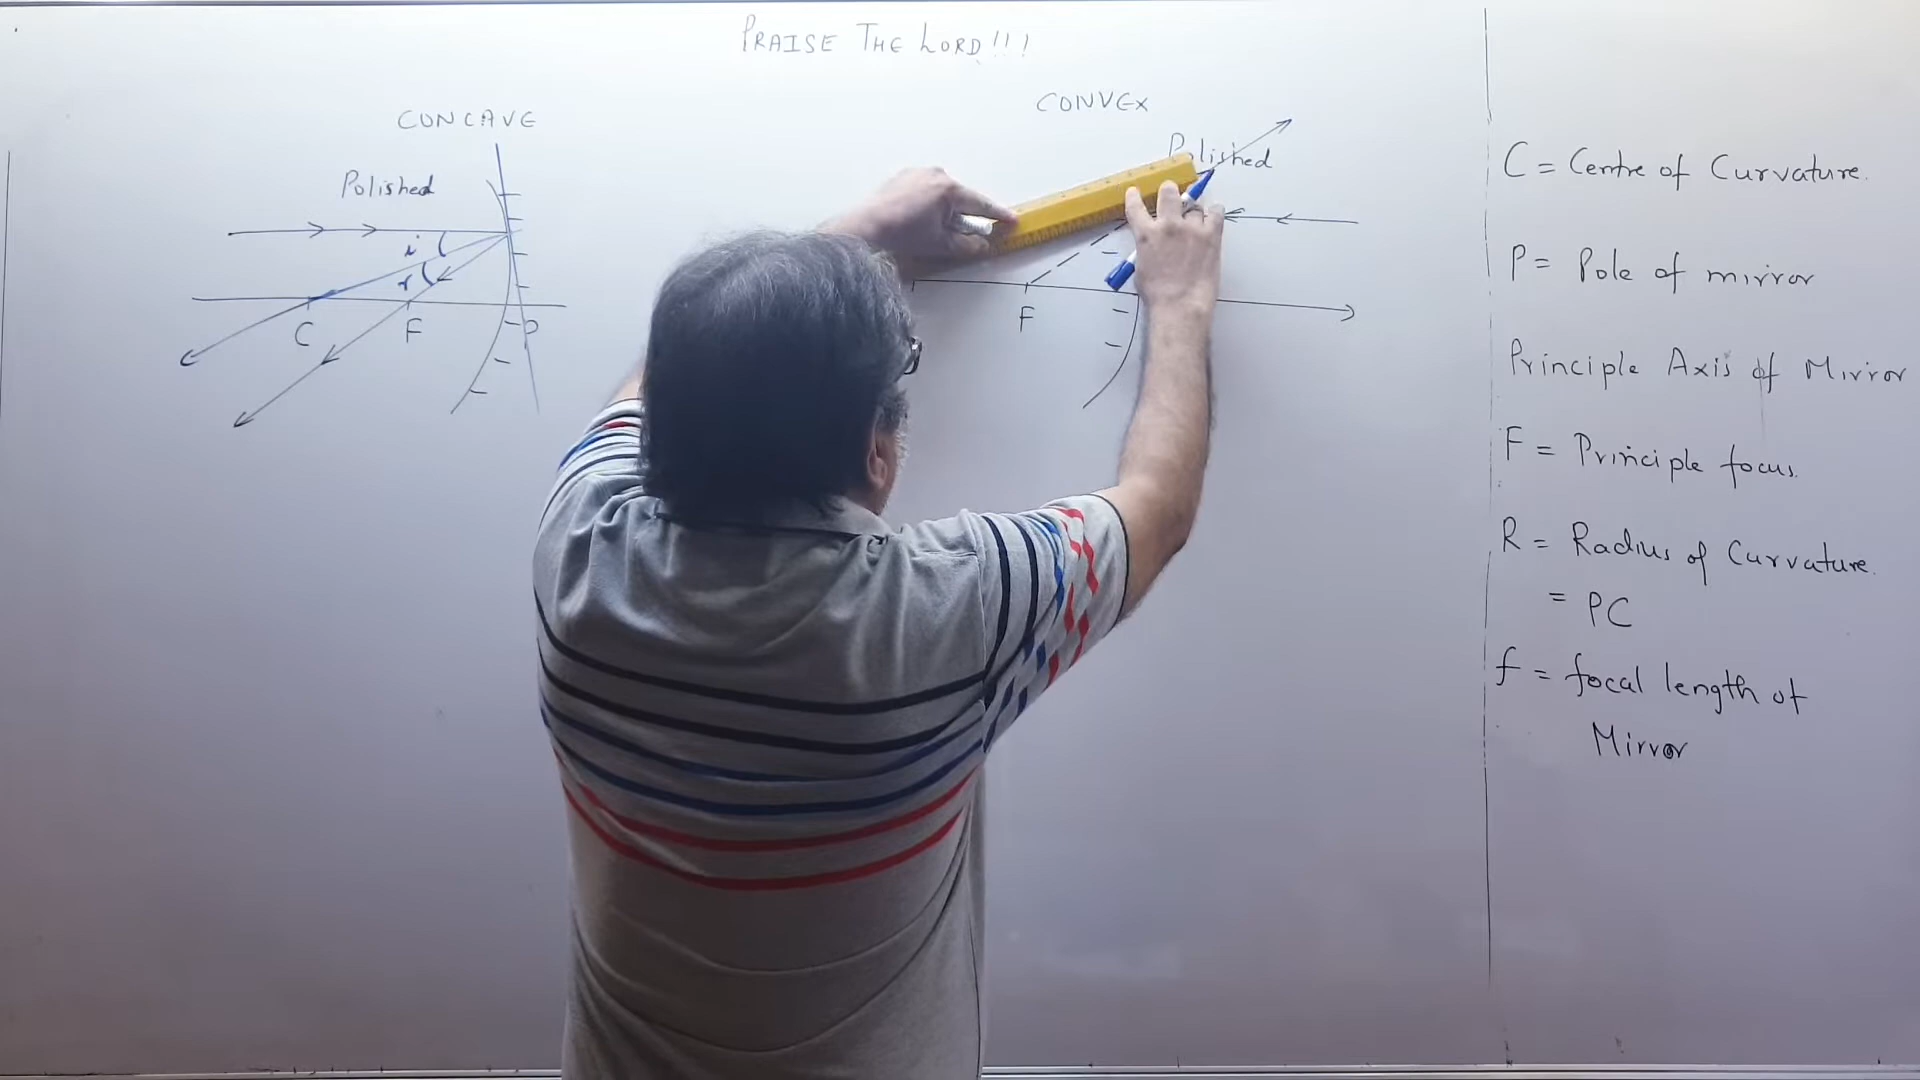 PRAISE THE LORD!!!
CONCAVE
Polished
i
r
C
F
P
CONVEX
Polished
F
C = Centre of Curvature.
P = Pole of mirror
Principle Axis of Mirror
F = Principle focus.
R = Radius of Curvature.
= PC
f = focal length of
Mirror